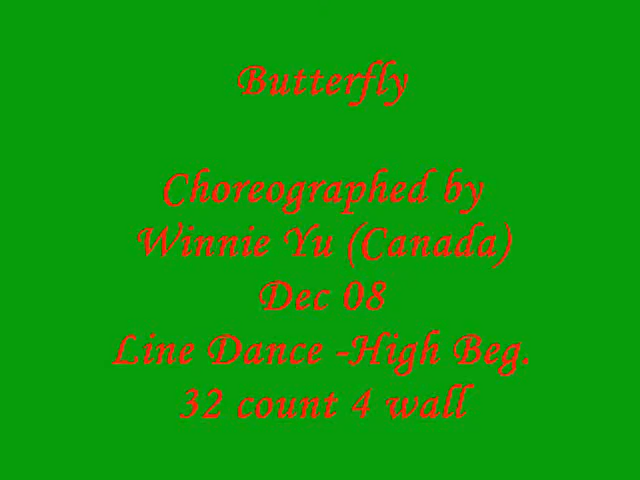 Butterfly
Choreographed by
Winnie Yu (Canada)
Dec 08
Line Dance -High Beg.
32 count 4 wall